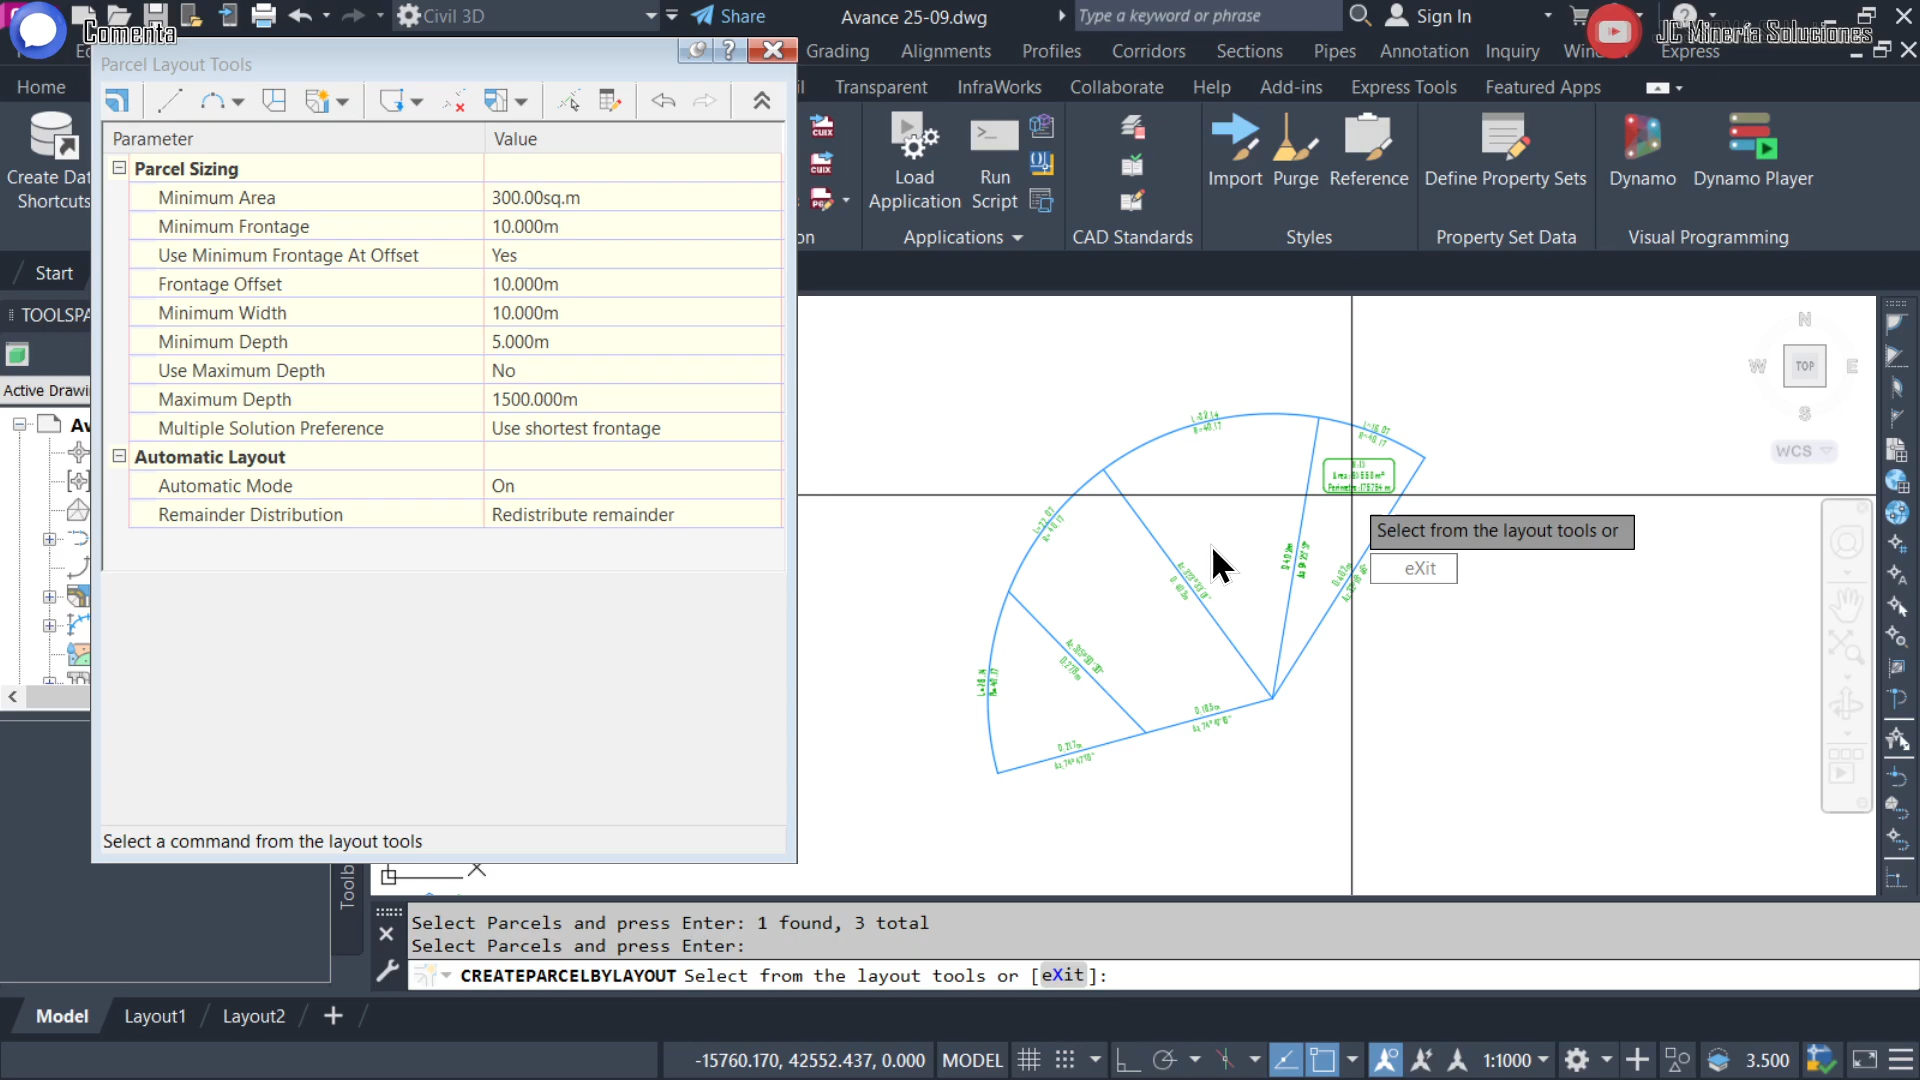 Comenta
Civil 3D
Share
Avance 25-09.dwg
Type a keyword or phrase
Sign In
JC Minería Soluciones
Grading
Alignments
Profiles
Corridors
Sections
Pipes
Annotation
Inquiry
Express
Parcel Layout Tools
Home
Transparent
InfraWorks
Collaborate
Help
Add-ins
Express Tools
Featured Apps
Parameter
Value
Parcel Sizing
Minimum Area
300.00sq.m
Minimum Frontage
10.000m
Use Minimum Frontage At Offset
Yes
Frontage Offset
10.000m
Minimum Width
10.000m
Minimum Depth
5.000m
Use Maximum Depth
No
Maximum Depth
1500.000m
Multiple Solution Preference
Use shortest frontage
Automatic Layout
Automatic Mode
On
Remainder Distribution
Redistribute remainder
Select a command from the layout tools
Create Dat
Shortcuts
Load
Application
Run
Script
Import
Purge
Reference
Define Property Sets
Dynamo
Dynamo Player
Applications
CAD Standards
Styles
Property Set Data
Visual Programming
Start
TOOLSPA
Active Drawi
Av
Toolb
N
W
TOP
E
S
WCS
Select from the layout tools or
eXit
Select Parcels and press Enter: 1 found, 3 total
Select Parcels and press Enter:
CREATEPARCELBYLAYOUT Select from the layout tools or [eXit]:
Model
Layout1
Layout2
-15760.170, 42552.437, 0.000
MODEL
1:1000
3.500